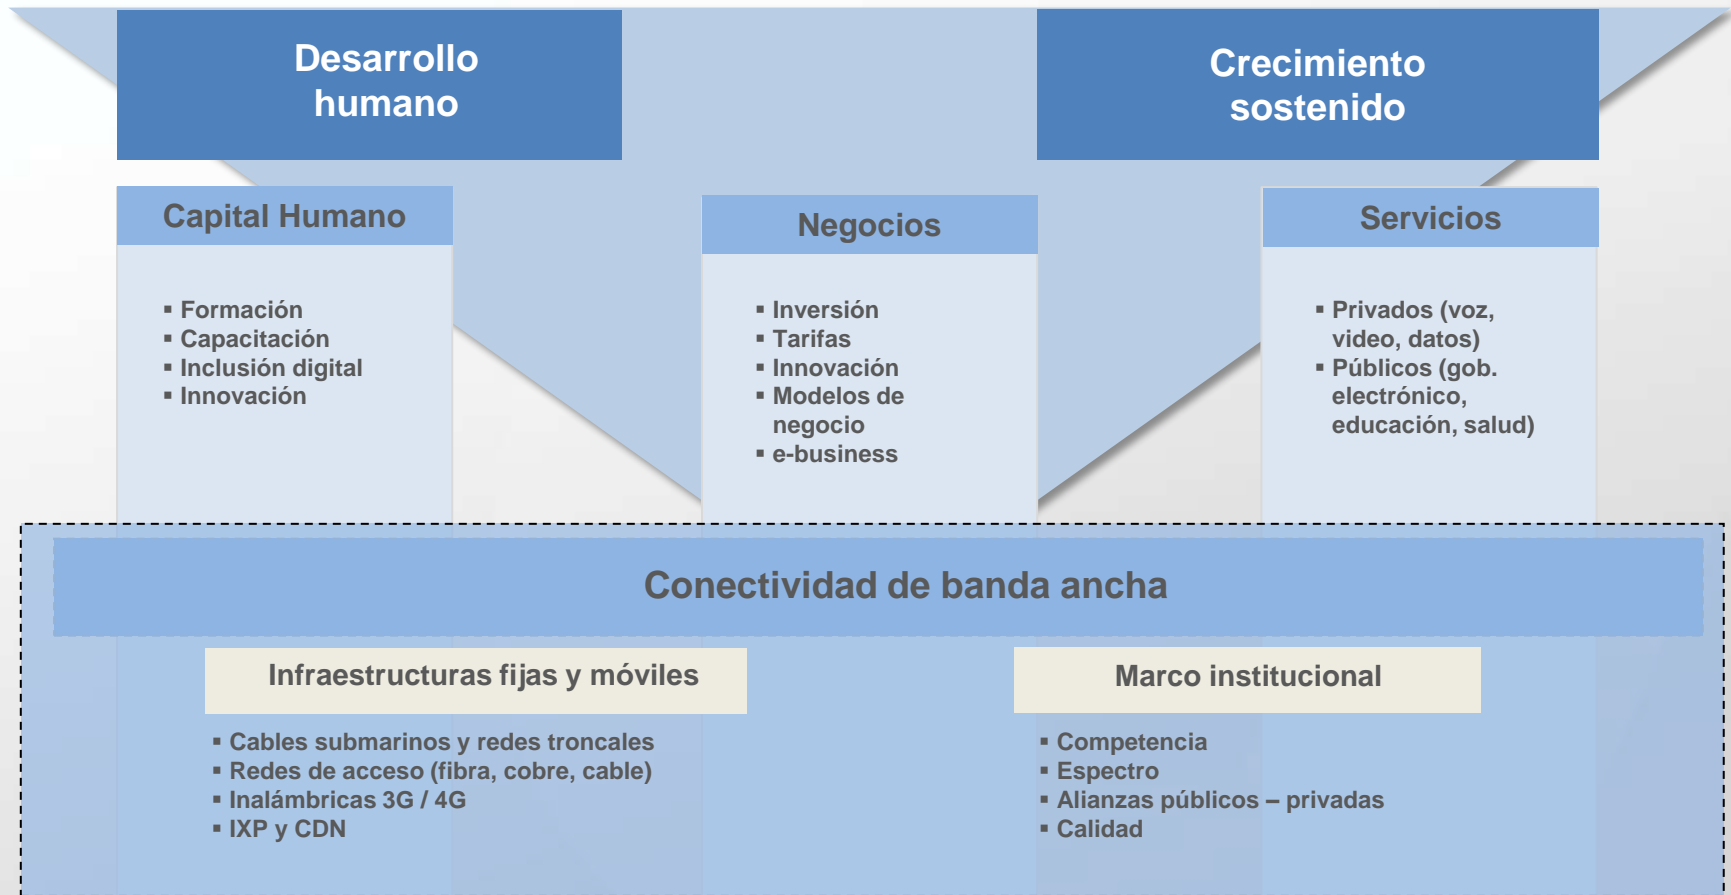 Desarrollo
humano
Crecimiento
sostenido
Capital Humano
▪ Formación
▪ Capacitación
▪ Inclusión digital
▪ Innovación
Negocios
▪ Inversión
▪ Tarifas
▪ Innovación
▪ Modelos de
negocio
▪ e-business
Servicios
▪ Privados (voz,
video, datos)
▪ Públicos (gob.
electrónico,
educación, salud)
Conectividad de banda ancha
Infraestructuras fijas y móviles
▪ Cables submarinos y redes troncales
▪ Redes de acceso (fibra, cobre, cable)
▪ Inalámbricas 3G / 4G
▪ IXP y CDN
Marco institucional
▪ Competencia
▪ Espectro
▪ Alianzas públicos – privadas
▪ Calidad